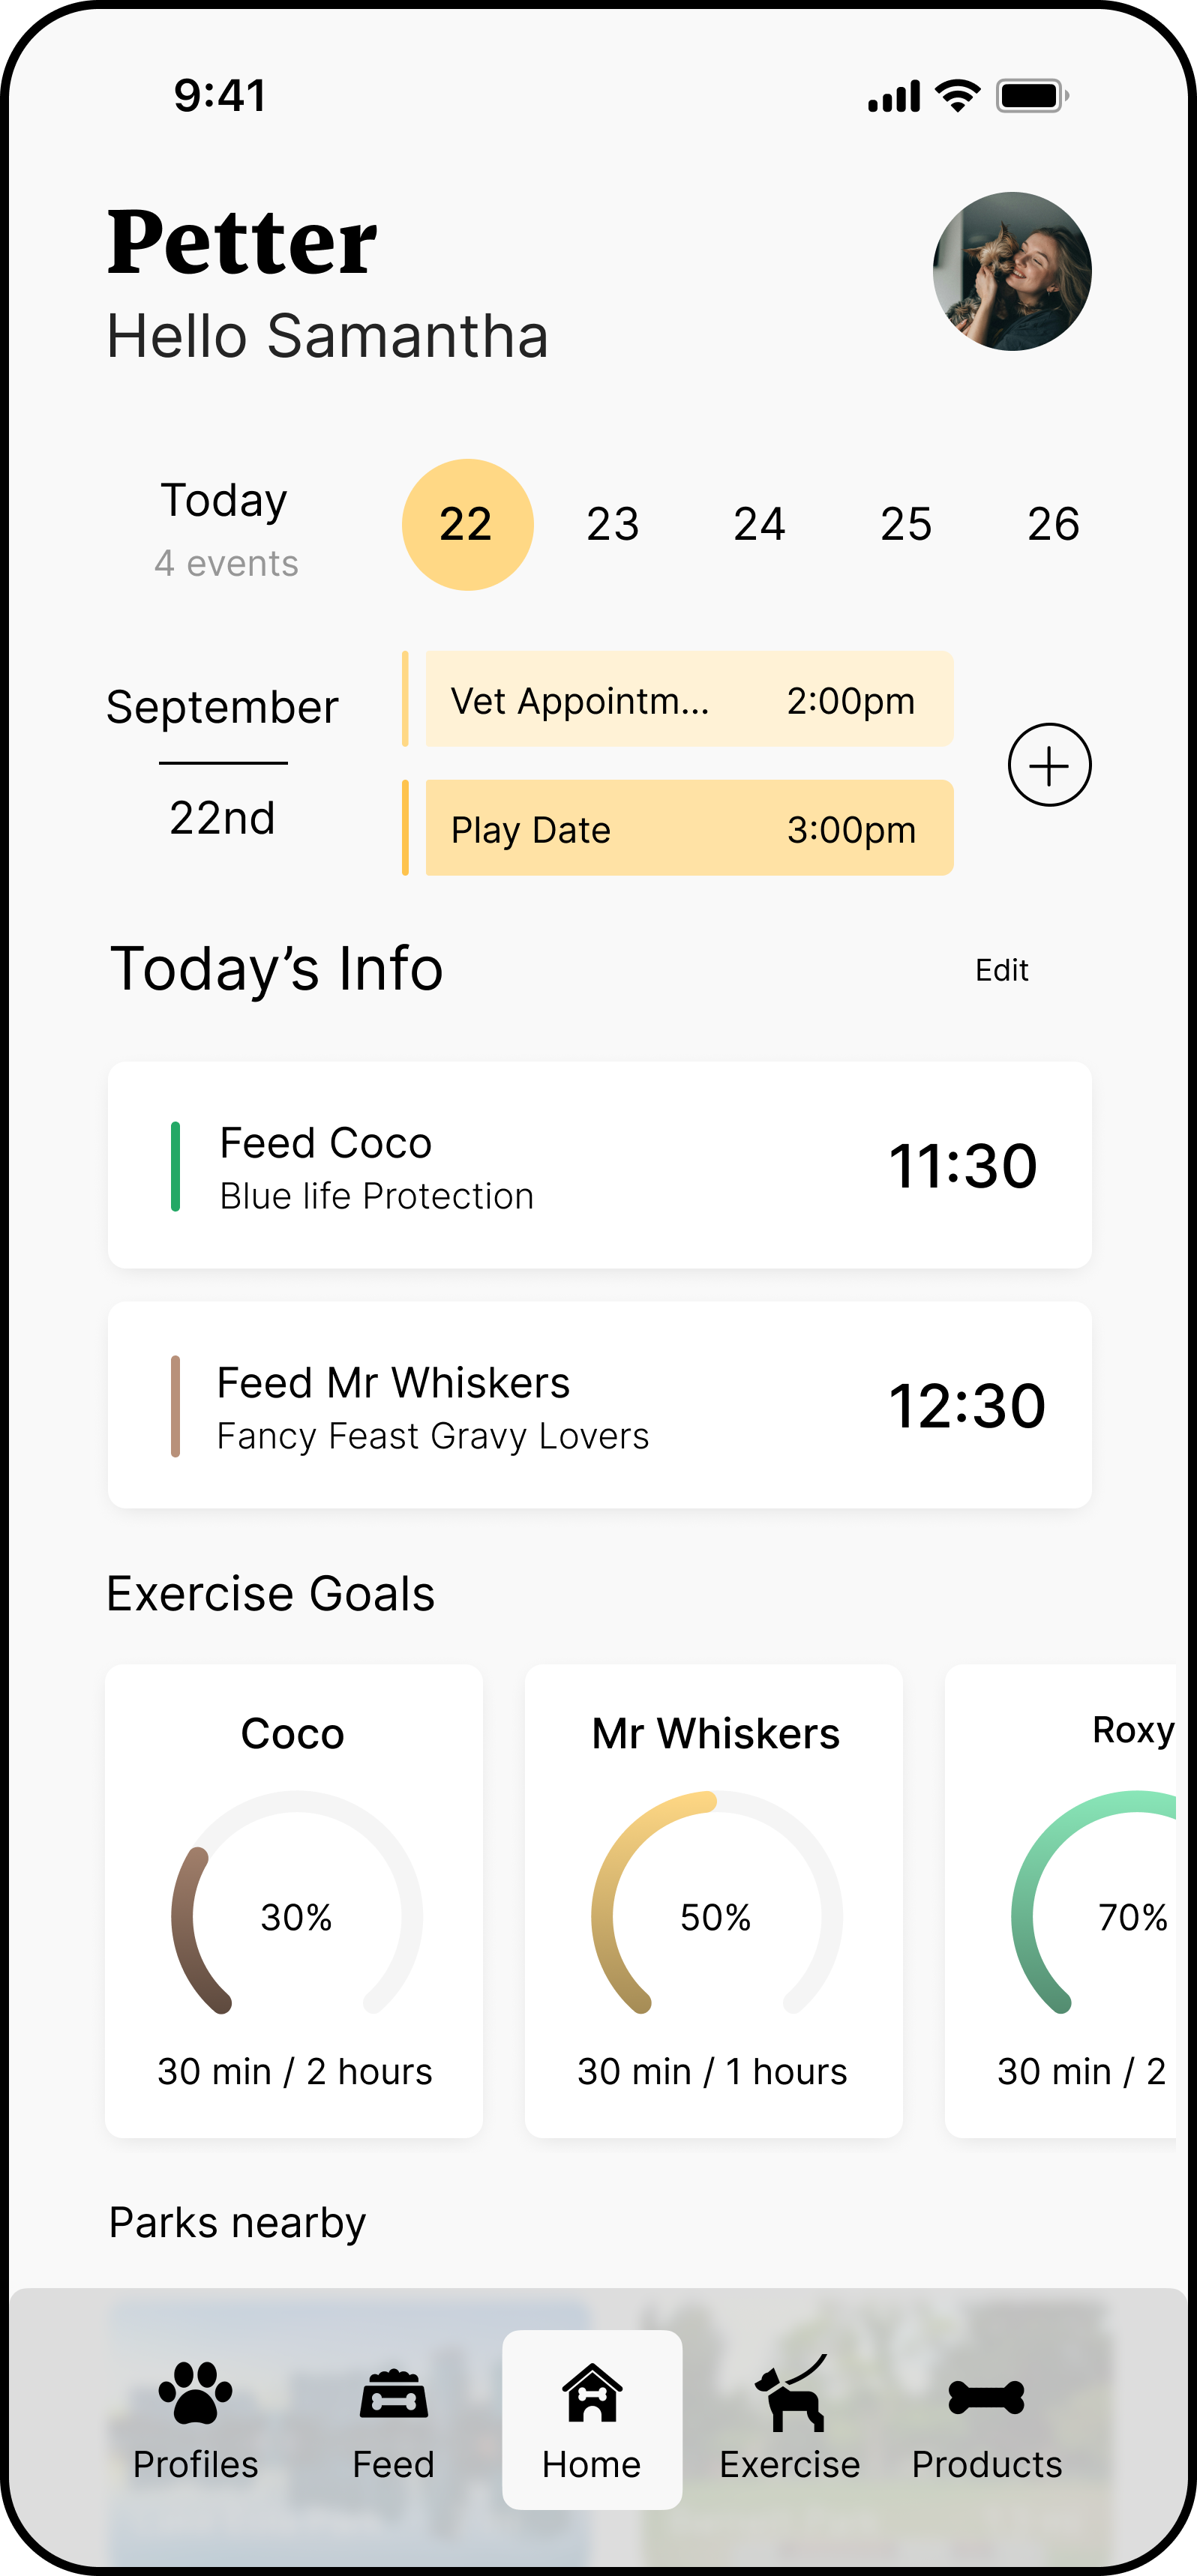 9:41
Petter
Hello Samantha
Today
4 events
22 23 24 25 26
September
22nd
Vet Appointm... 2:00pm
Play Date 3:00pm
Today’s Info
Edit
Feed Coco
Blue life Protection
11:30
Feed Mr Whiskers
Fancy Feast Gravy Lovers
12:30
Exercise Goals
Coco
30%
30 min / 2 hours
Mr Whiskers
50%
30 min / 1 hours
Roxy
70%
30 min / 2
Parks nearby
Profiles
Feed
Home
Exercise
Products